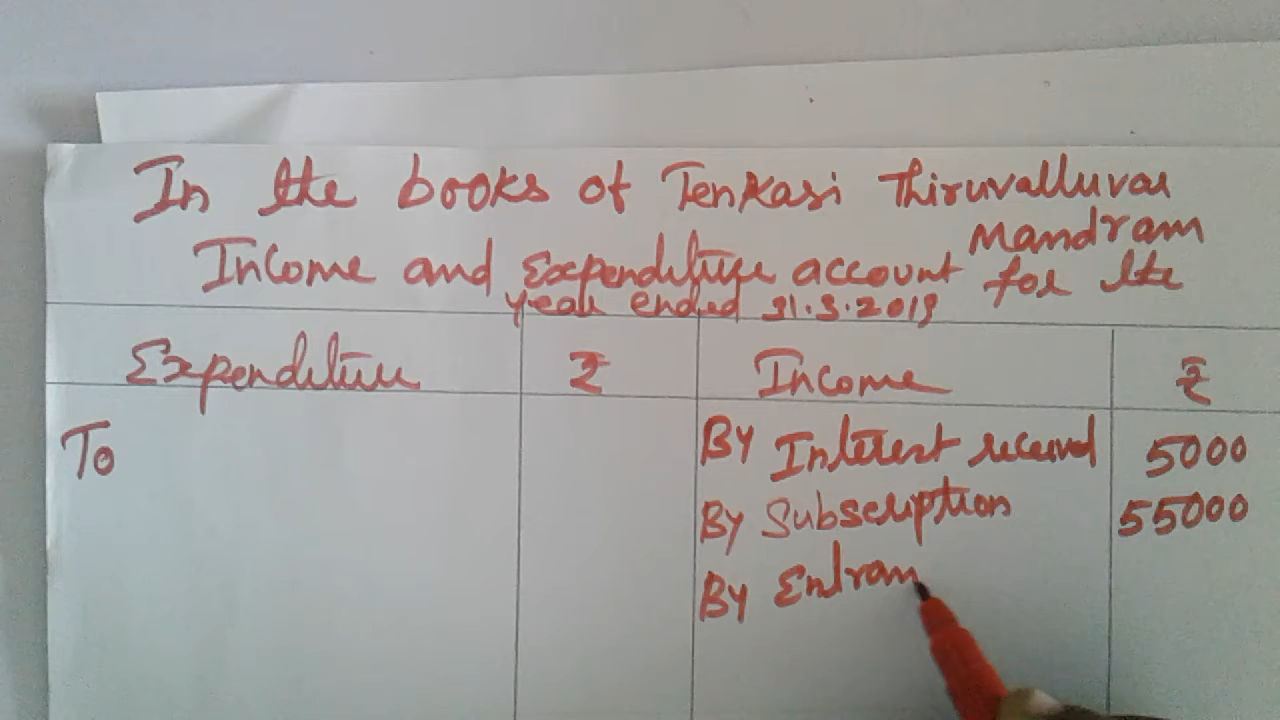 In the books of Tenkasi Thiruvalluvar
Mandram
Income and Expenditure account for the
year ended 31.3.2019
Expenditure ₹ Income ₹
To By Interest received 5000
By Subscription 55000
By Entran